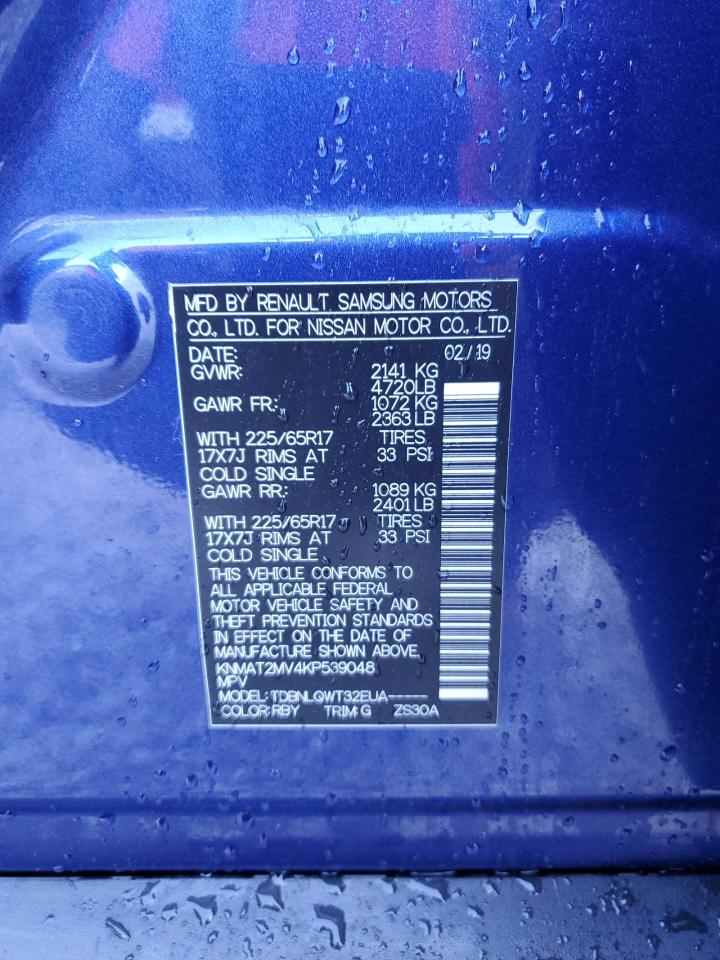 MFD BY RENAULT SAMSUNG MOTORS
CO., LTD. FOR NISSAN MOTOR CO., LTD.
DATE: 02/19
GVWR: 2141 KG
4720LB
GAWR FR: 1072 KG
2363 LB
WITH 225/65R17 TIRES
17X7J RIMS AT 33 PSI
COLD SINGLE
GAWR RR: 1089 KG
2401 LB
WITH 225/65R17 TIRES
17X7J RIMS AT 33 PSI
COLD SINGLE
THIS VEHICLE CONFORMS TO
ALL APPLICABLE FEDERAL
MOTOR VEHICLE SAFETY AND
THEFT PREVENTION STANDARDS
IN EFFECT ON THE DATE OF
MANUFACTURE SHOWN ABOVE.
KNMAT2MV4KP539048
MPV
MODEL: TDBNLQWT32EUA-----
COLOR:RBY TRIM:G ZS30A